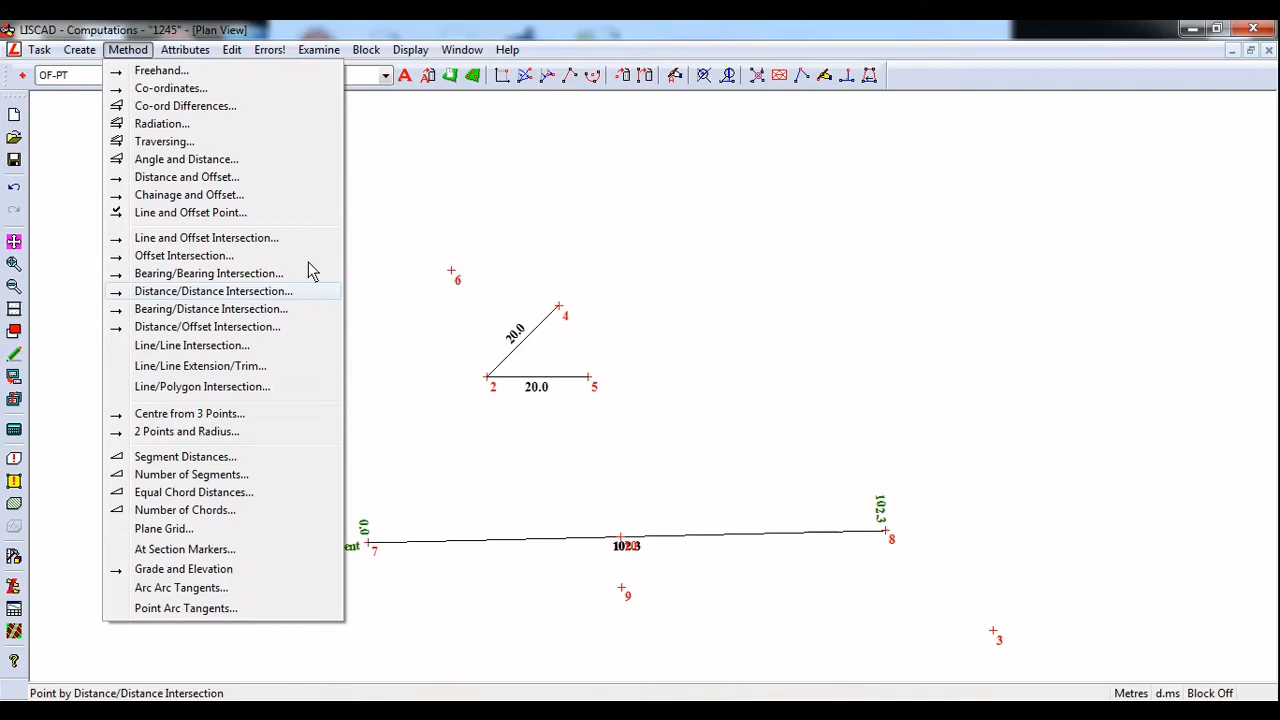 LISCAD - Computations - "1245" - [Plan View]
Task Create Method Attributes Edit Errors! Examine Block Display Window Help
OF-PT
Freehand...
Co-ordinates...
Co-ord Differences...
Radiation...
Traversing...
Angle and Distance...
Distance and Offset...
Chainage and Offset...
Line and Offset Point...
Line and Offset Intersection...
Offset Intersection...
Bearing/Bearing Intersection...
Distance/Distance Intersection...
Bearing/Distance Intersection...
Distance/Offset Intersection...
Line/Line Intersection...
Line/Line Extension/Trim...
Line/Polygon Intersection...
Centre from 3 Points...
2 Points and Radius...
Segment Distances...
Number of Segments...
Equal Chord Distances...
Number of Chords...
Plane Grid...
At Section Markers...
Grade and Elevation
Arc Arc Tangents...
Point Arc Tangents...
6
4
20.0
2
20.0
5
0.0
102.3
ent
7
102.3
8
9
3
Point by Distance/Distance Intersection
Metres d.ms Block Off